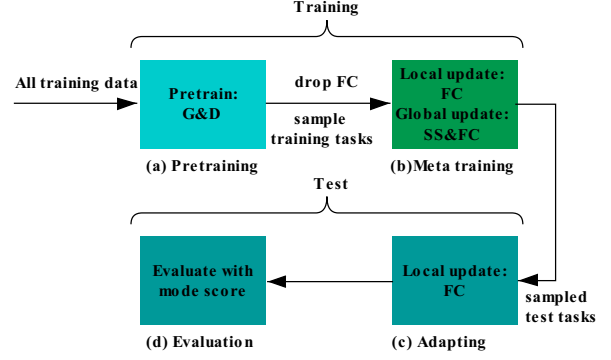 Training
All training data
Pretrain:
G&D
drop FC
sample
training tasks
Local update:
FC
Global update:
SS&FC
(a) Pretraining
(b)Meta training
Test
Evaluate with
mode score
Local update:
FC
sampled
test tasks
(d) Evaluation
(c) Adapting